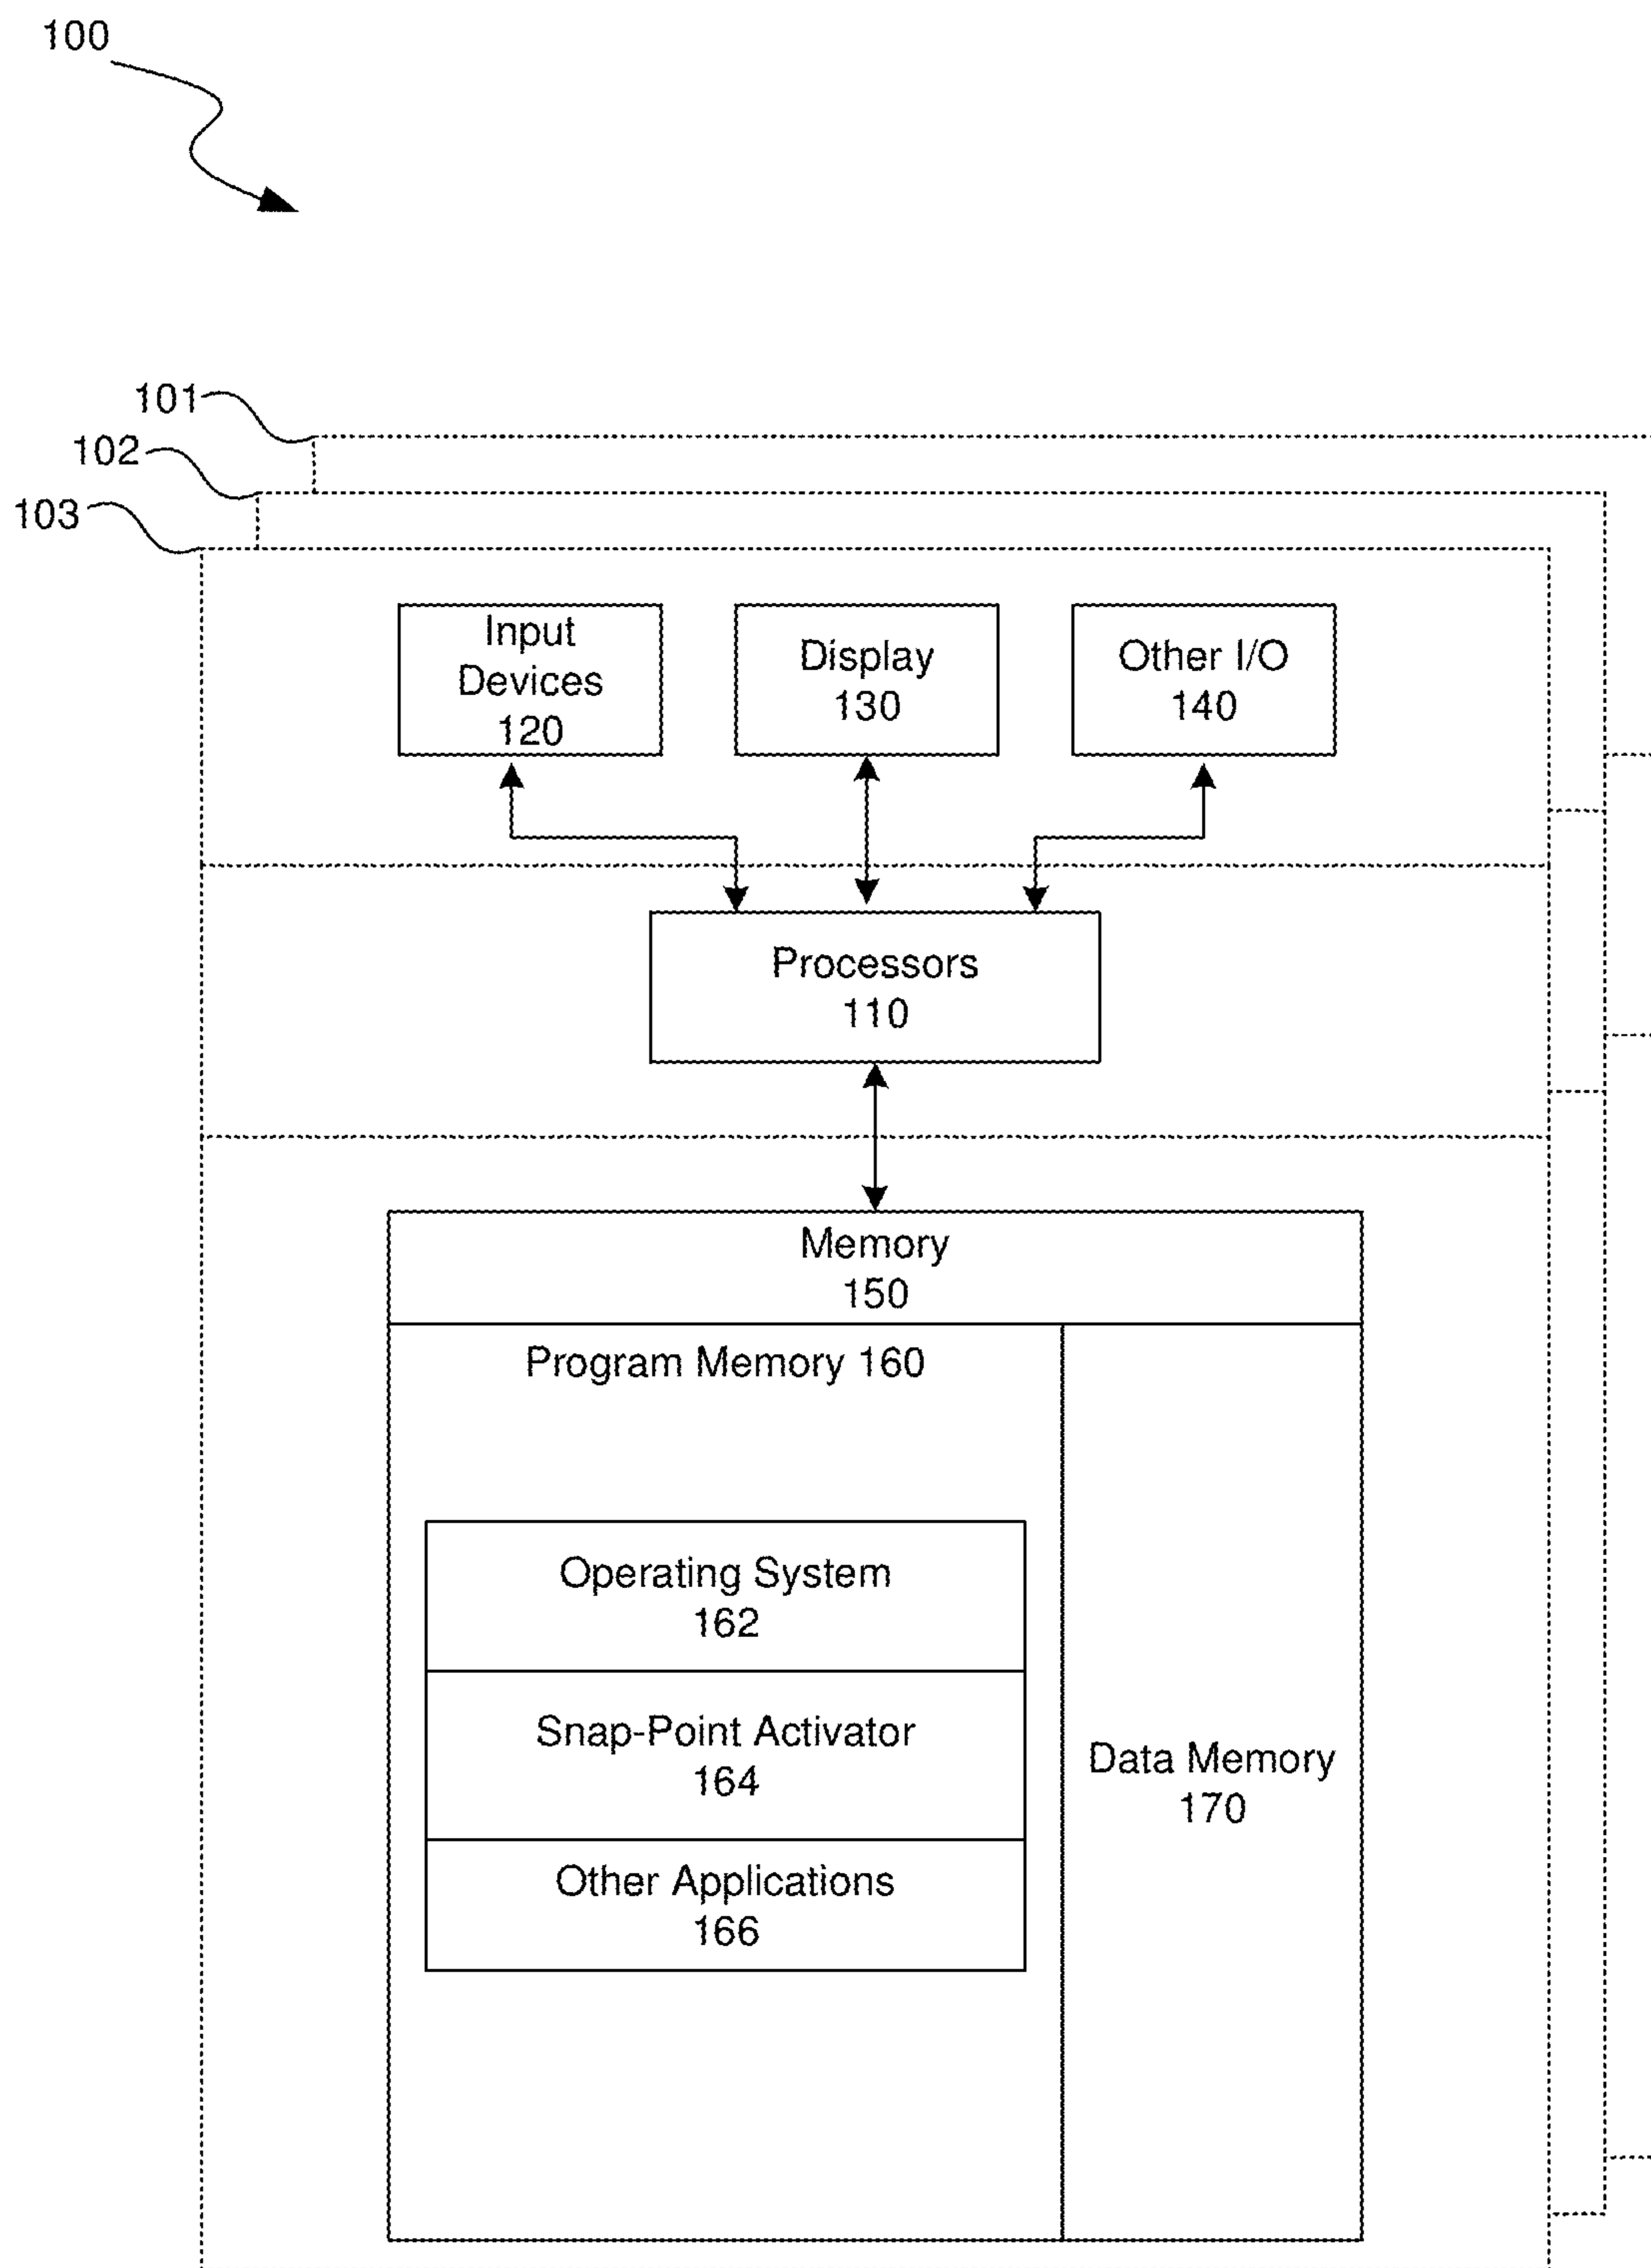 100
101
102
103
Input
Devices
120
Display
130
Other I/O
140
Processors
110
Memory
150
Program Memory 160
Operating System
162
Snap-Point Activator
164
Other Applications
166
Data Memory
170